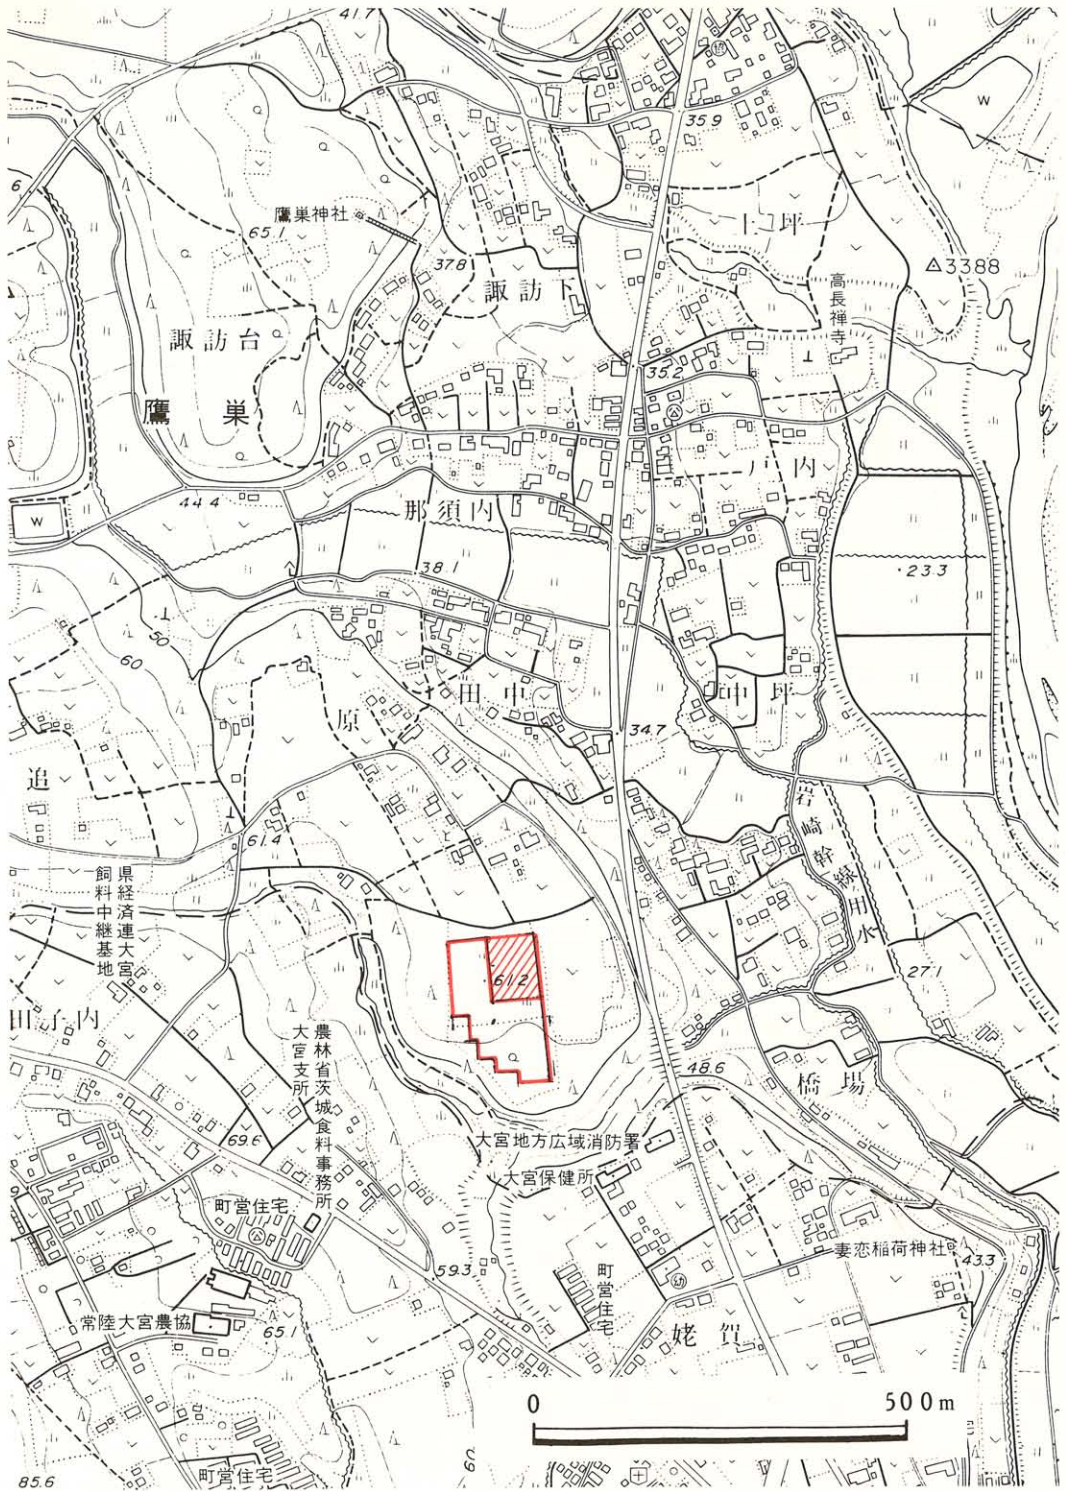 41.7
35.9
W
6
鷹巣神社
65.1
37.8
諏訪下
十坪
△3388
高長禅寺
諏訪台
35.2
鷹巣
戸内
44.4
W
那須内
38.1
23.3
50
60
田中
中坪
原
34.7
追
61.4
岩崎幹線用水
県経済連大宮
飼料中継基地
61.2
27.1
田子内
農林省茨城食料事務所
大宮支所
48.6
橋場
69.6
大宮地方広域消防署
大宮保健所
町営住宅
妻恋稲荷神社
43.3
59.3
町営住宅
常陸大宮農協
65.1
姥賀
0 500m
85.6
町営住宅